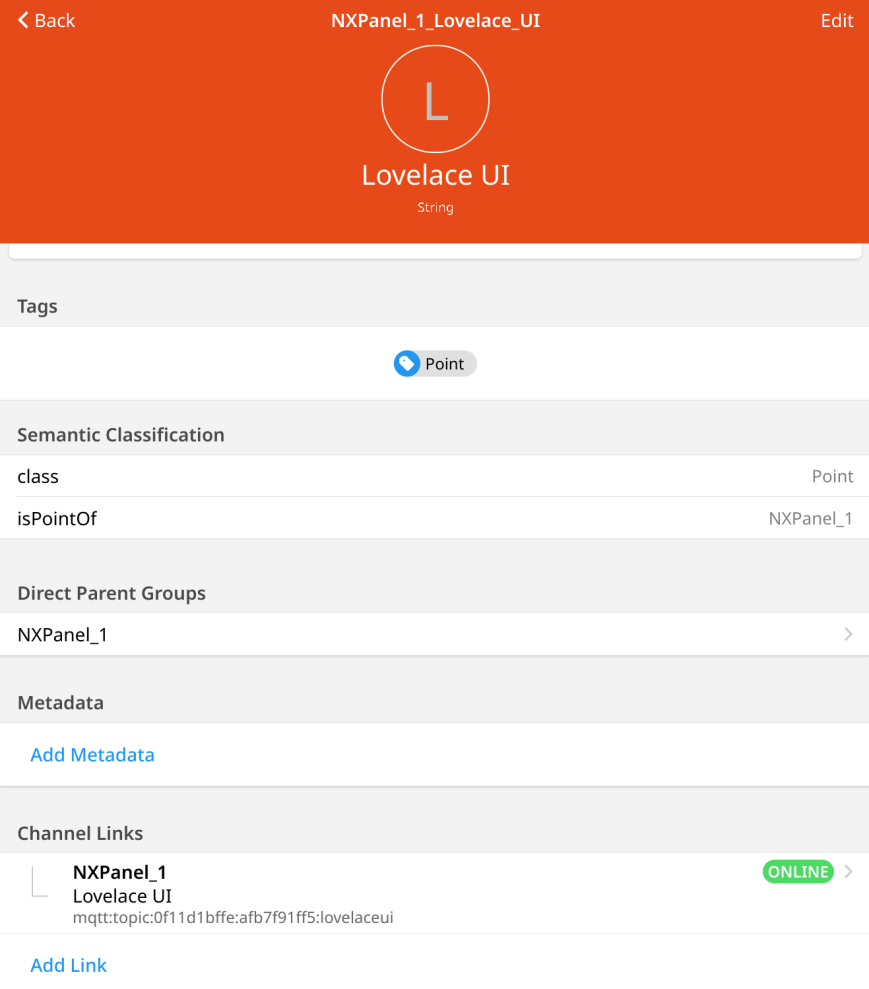 Back
NXPanel_1_Lovelace_UI
Edit
L
Lovelace UI
String
Tags
Point
Semantic Classification
class
Point
isPointOf
NXPanel_1
Direct Parent Groups
NXPanel_1
Metadata
Add Metadata
Channel Links
NXPanel_1
ONLINE
Lovelace UI
mqtt:topic:0f11d1bffe:afb7f91ff5:lovelaceui
Add Link